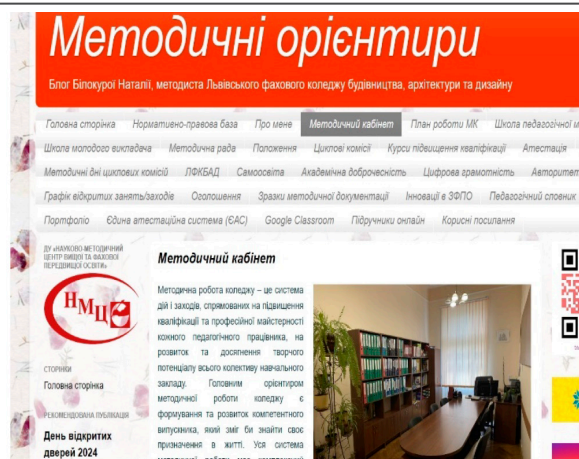 Методичні орієнтири
Блог Білокурої Наталії, методиста Львівського фахового коледжу будівництва, архітектури та дизайну
Головна сторінка Нормативно-правова база Про мене Методичний кабінет План роботи МК Школа педагогічної м
Школа молодого викладача Методична рада Положення Циклові комісії Курси підвищення кваліфікації Атестація
Методичні дні циклових комісій ЛФКБАД Самоосвіта Академічна доброчесність Цифрова грамотність Авторитет
Графік відкритих занять/заходів Оголошення Зразки методичної документації Інновації в ЗФПО Педагогічний словник
Портфоліо Єдина атестаційна система (ЄАС) Google Classroom Підручники онлайн Корисні посилання
ДУ «НАУКОВО-МЕТОДИЧНИЙ
ЦЕНТР ВИЩОЇ ТА ФАХОВОЇ
ПЕРЕДВИЩОЇ ОСВІТИ»
НМЦ
СТОРІНКИ
Головна сторінка
РЕКОМЕНДОВАНА ПУБЛІКАЦІЯ
День відкритих
дверей 2024
Методичний кабінет
Методична робота коледжу – це система
дій і заходів, спрямованих на підвищення
кваліфікації та професійної майстерності
кожного педагогічного працівника, на
розвиток та досягнення творчого
потенціалу всього колективу навчального
закладу. Головним орієнтиром
методичної роботи коледжу є
формування та розвиток компетентного
випускника, який зміг би знайти своє
призначення в житті. Уся система